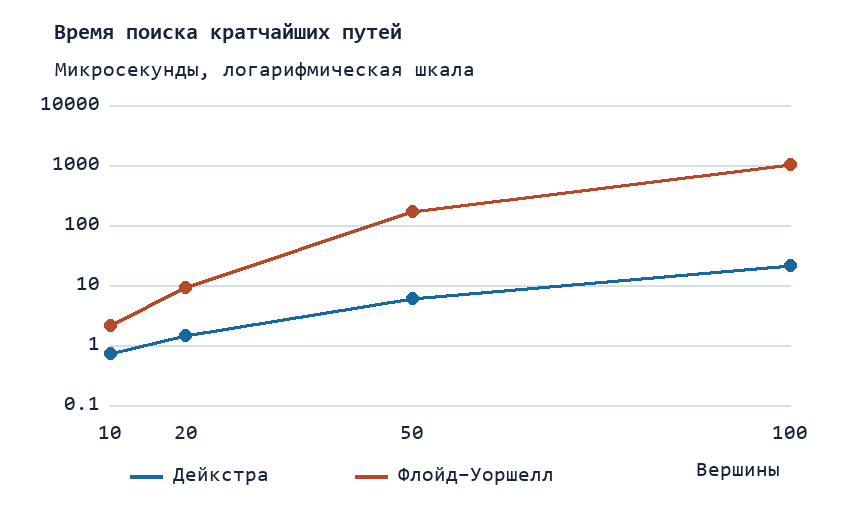 Время поиска кратчайших путей
Микросекунды, логарифмическая шкала
10000
1000
100
10
1
0.1
10 20 50 100
Вершины
Дейкстра Флойд–Уоршелл